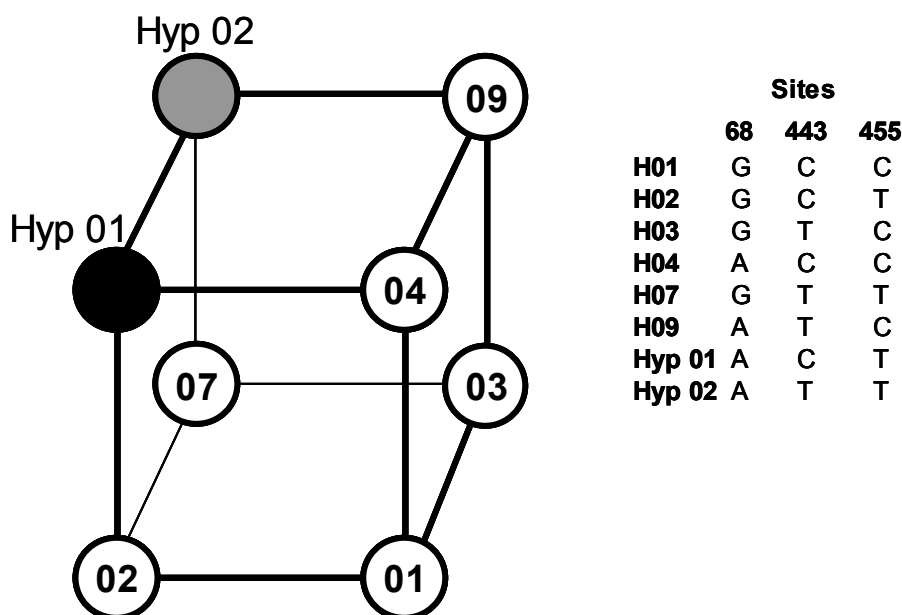 Hyp 02
09
Hyp 01
04
07
03
02
01
Sites
68 443 455
H01 G C C
H02 G C T
H03 G T C
H04 A C C
H07 G T T
H09 A T C
Hyp 01 A C T
Hyp 02 A T T